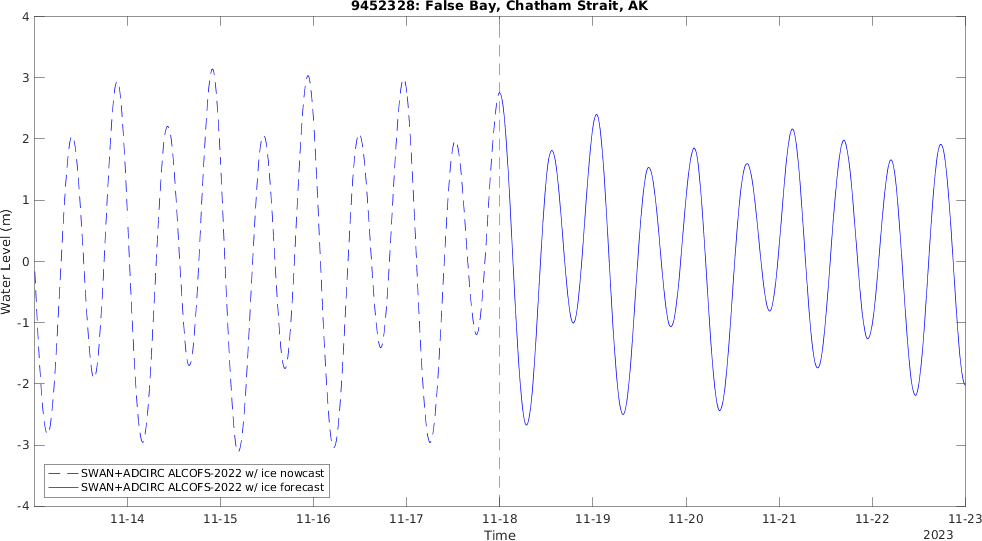 9452328: False Bay, Chatham Strait, AK
4
3
2
1
0
-1
-2
-3
-4
Water Level (m)
SWAN+ADCIRC ALCOFS-2022 w/ ice nowcast
SWAN+ADCIRC ALCOFS-2022 w/ ice forecast
11-14 11-15 11-16 11-17 11-18 11-19 11-20 11-21 11-22 11-23
Time
2023